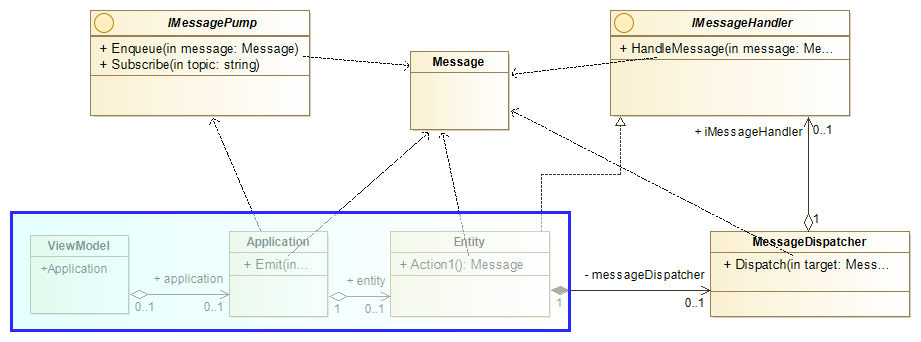 IMessagePump
+ Enqueue(in message: Message)
+ Subscribe(in topic: string)
Message
IMessageHandler
+ HandleMessage(in message: Me...
+ iMessageHandler
0..1
1
ViewModel
+Application
+ application
0..1
Application
+ Emit(in...
+ entity
1
0..1
Entity
+ Action1(): Message
1
- messageDispatcher
0..1
MessageDispatcher
+ Dispatch(in target: Mess...